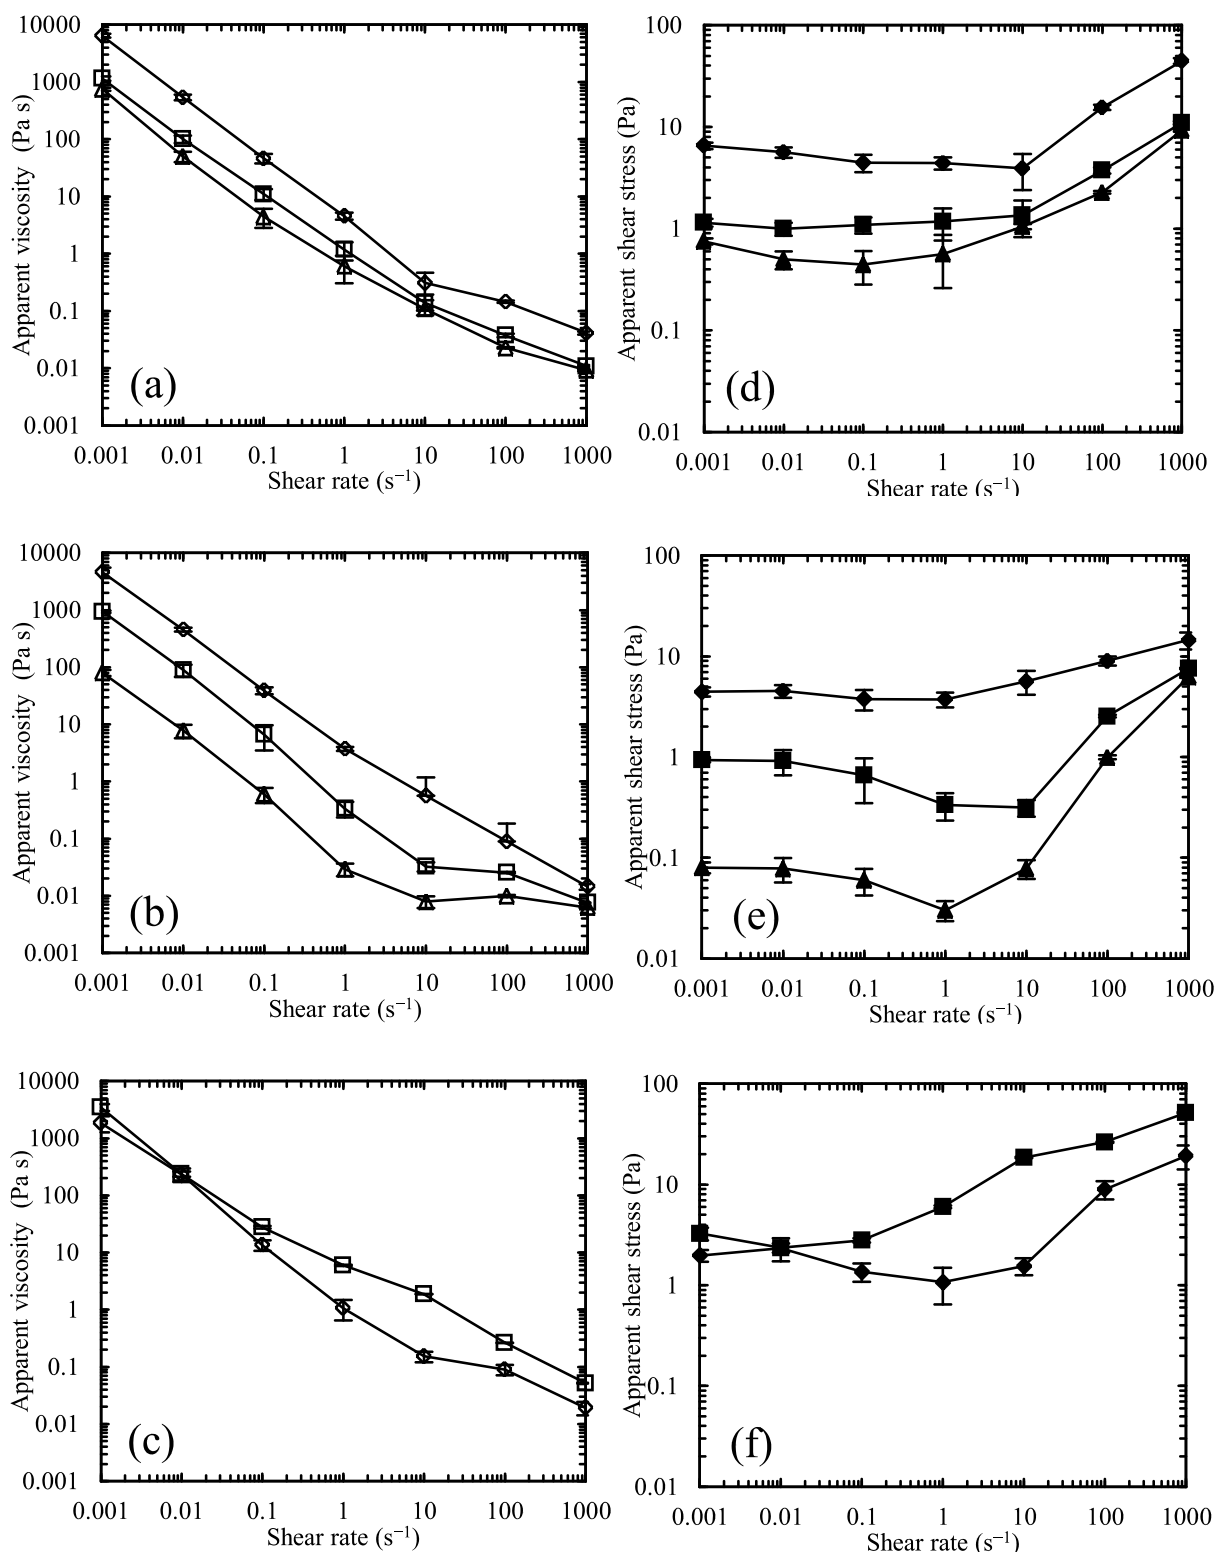 10000
1000
100
10
1
0.1
0.01
0.001
Apparent viscosity (Pa s)
(a)
0.001 0.01 0.1 1 10 100 1000
Shear rate (s⁻¹)
100
10
1
0.1
0.01
Apparent shear stress (Pa)
(d)
0.001 0.01 0.1 1 10 100 1000
Shear rate (s⁻¹)
10000
1000
100
10
1
0.1
0.01
0.001
Apparent viscosity (Pa s)
(b)
0.001 0.01 0.1 1 10 100 1000
Shear rate (s⁻¹)
100
10
1
0.1
0.01
Apparent shear stress (Pa)
(e)
0.001 0.01 0.1 1 10 100 1000
Shear rate (s⁻¹)
10000
1000
100
10
1
0.1
0.01
0.001
Apparent viscosity (Pa s)
(c)
0.001 0.01 0.1 1 10 100 1000
Shear rate (s⁻¹)
100
10
1
0.1
0.01
Apparent shear stress (Pa)
(f)
0.001 0.01 0.1 1 10 100 1000
Shear rate (s⁻¹)